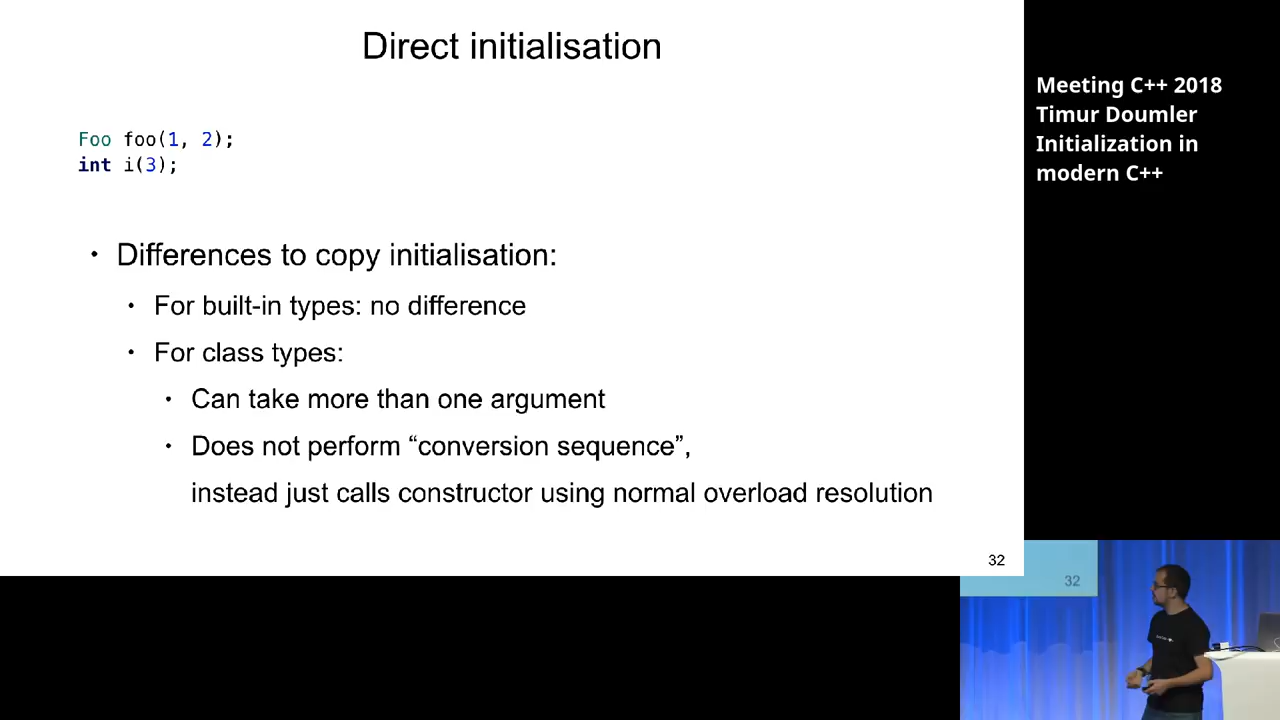 Direct initialisation
Foo foo(1, 2);
int i(3);
• Differences to copy initialisation:
• For built-in types: no difference
• For class types:
• Can take more than one argument
• Does not perform “conversion sequence”,
instead just calls constructor using normal overload resolution
32
Meeting C++ 2018
Timur Doumler
Initialization in
modern C++
32